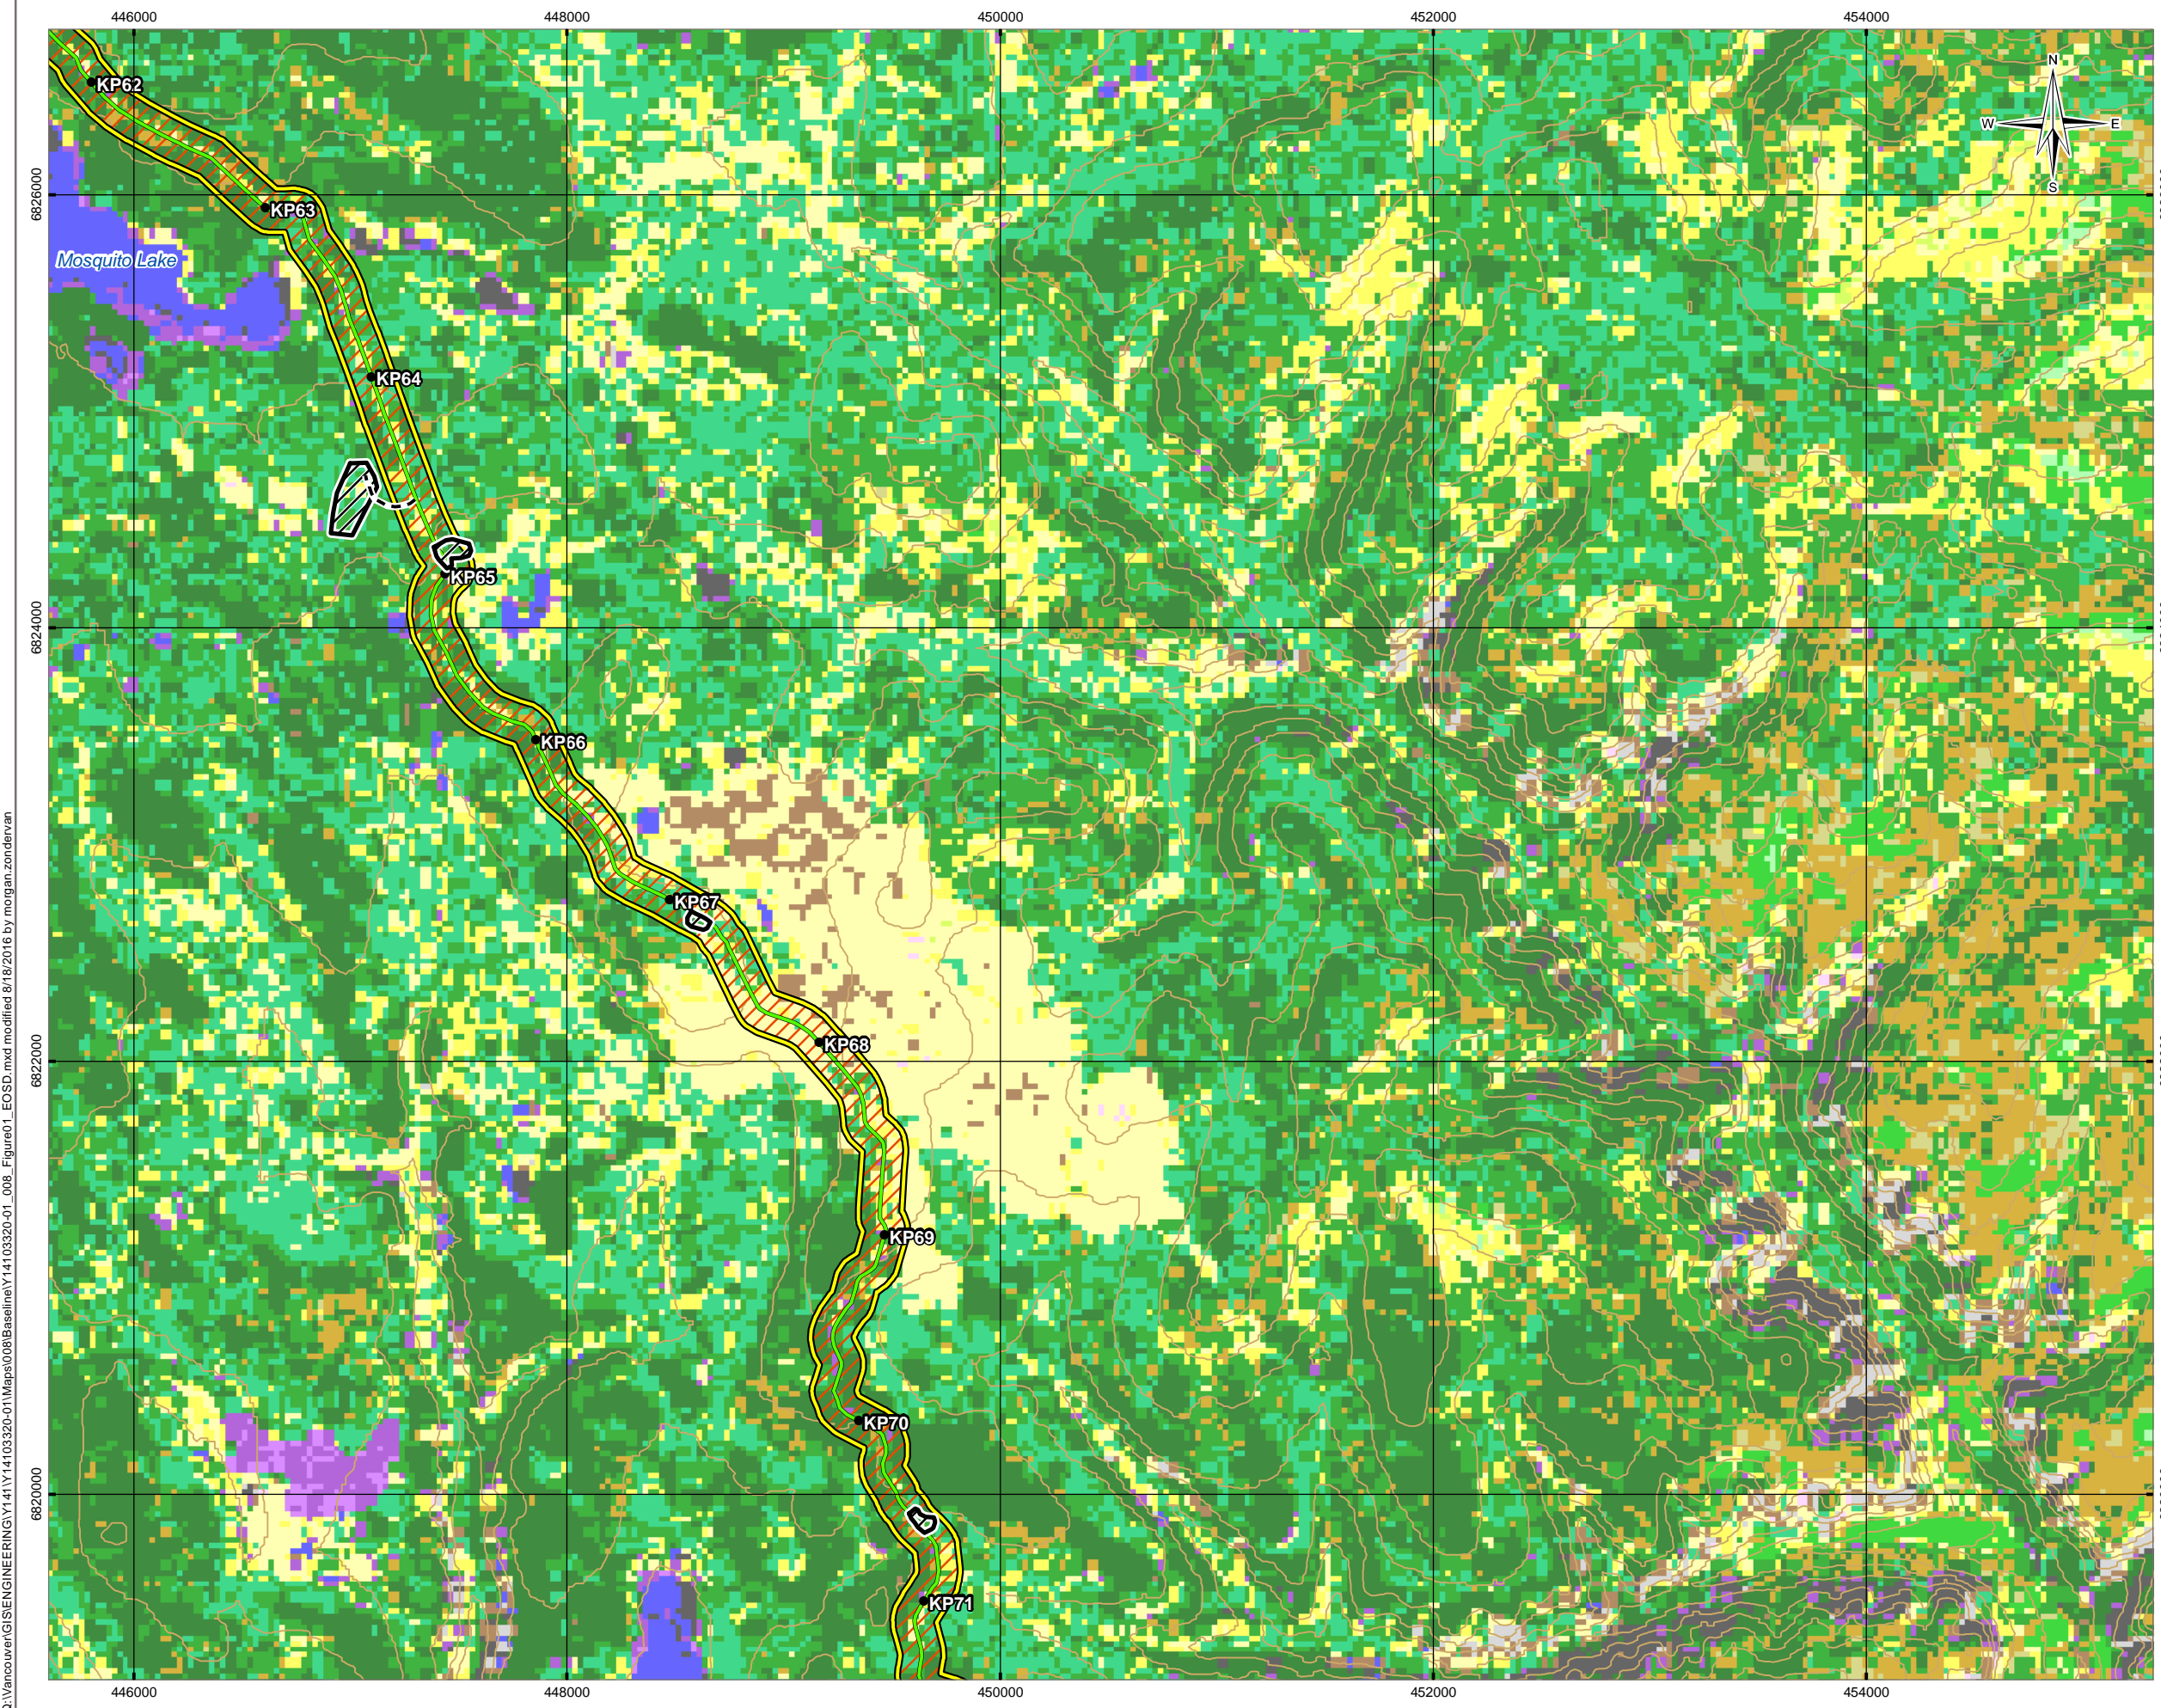 446000
448000
450000
452000
454000
N
W
E
S
KP62
6826000
KP63
Mosquito Lake
KP64
KP65
6824000
KP66
KP67
KP68
6822000
KP69
KP70
6820000
KP71
446000
448000
450000
452000
454000
Q:\Vancouver\GIS\ENGINEERING\Y141\Y14103320-01\Maps\008\Baseline\Y14103320-01_008_Figure01_EOSD.mxd modified 8/18/2016 by morgan.zondervan